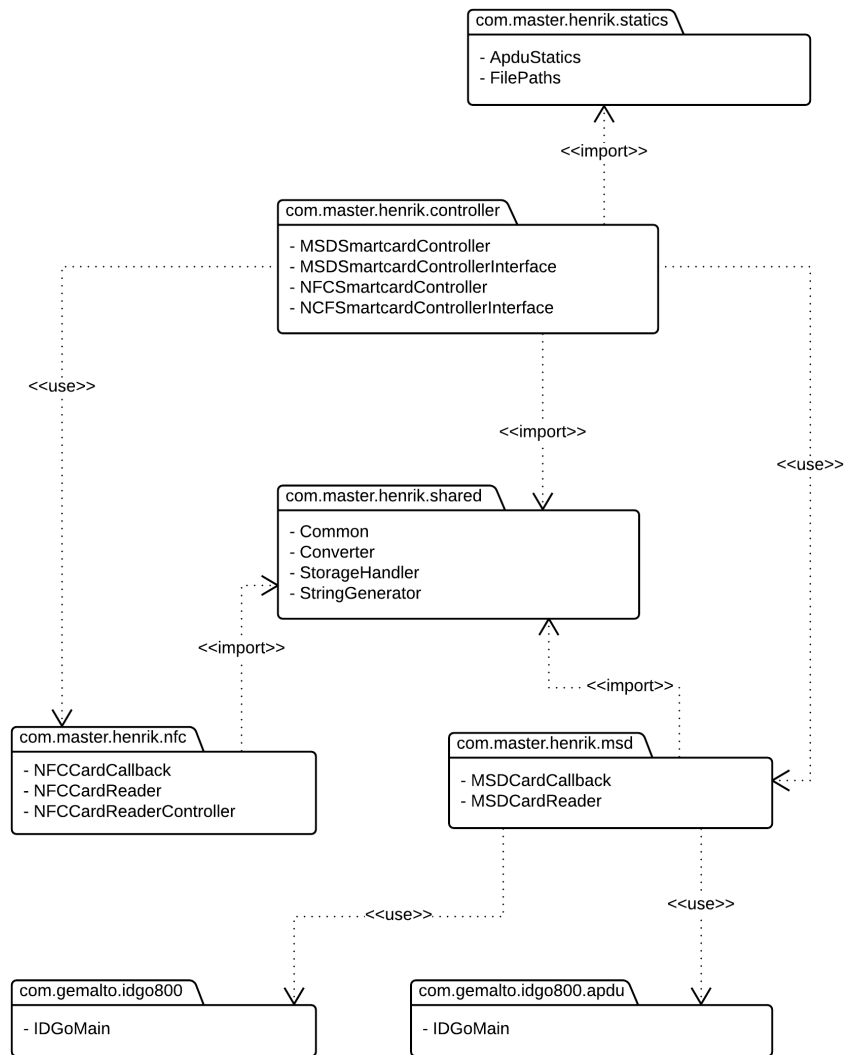 com.master.henrik.statics
- ApduStatics
- FilePaths
<<import>>
com.master.henrik.controller
- MSDSmartcardController
- MSDSmartcardControllerInterface
- NFCSmartcardController
- NCFSmartcardControllerInterface
<<use>>
<<import>>
<<use>>
com.master.henrik.shared
- Common
- Converter
- StorageHandler
- StringGenerator
<<import>>
<<import>>
com.master.henrik.nfc
- NFCCardCallback
- NFCCardReader
- NFCCardReaderController
com.master.henrik.msd
- MSDCardCallback
- MSDCardReader
<<use>>
<<use>>
com.gemalto.idgo800
- IDGoMain
com.gemalto.idgo800.apdu
- IDGoMain